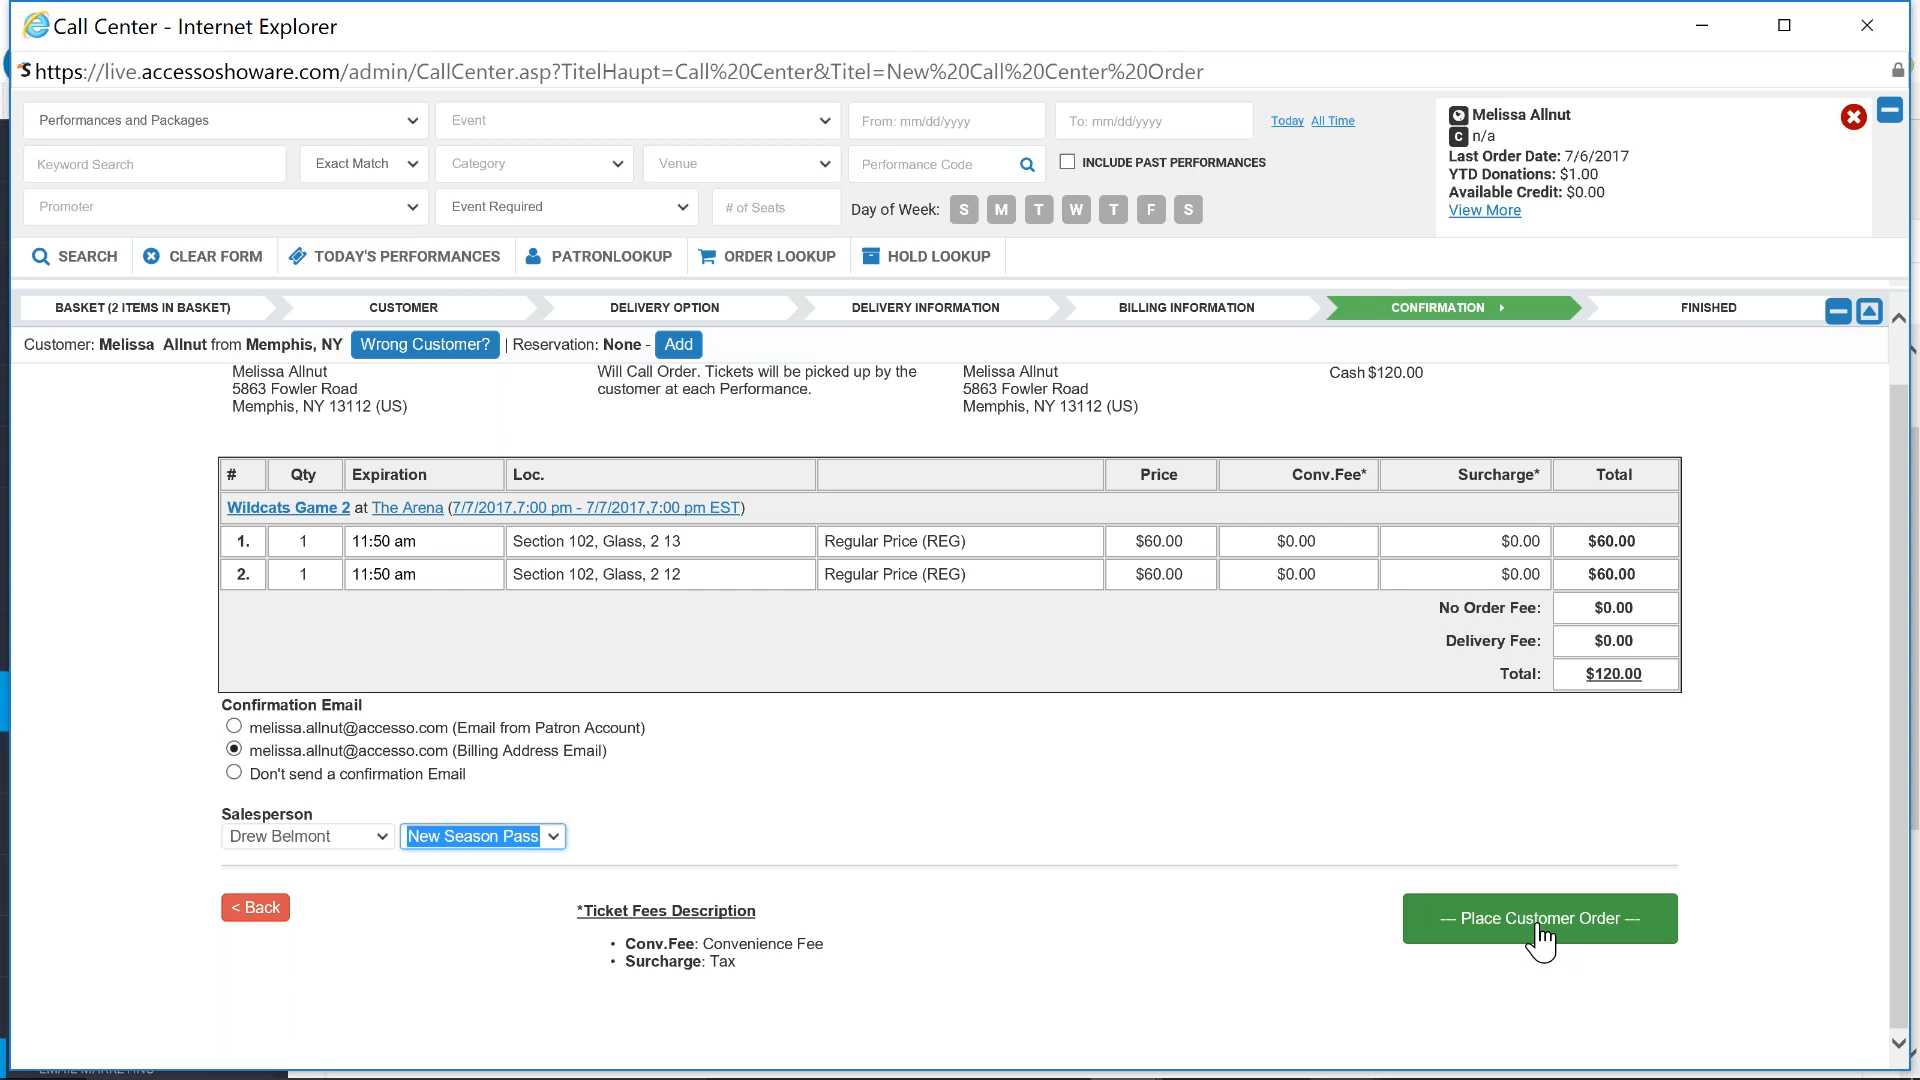 Call Center - Internet Explorer
https://live.accessoshoware.com/admin/CallCenter.asp?TitelHaupt=Call%20Center&Titel=New%20Call%20Center%20Order
Performances and Packages Event From: mm/dd/yyyy To: mm/dd/yyyy Today All Time
Keyword Search Exact Match Category Venue Performance Code INCLUDE PAST PERFORMANCES
Promoter Event Required # of Seats Day of Week: S M T W T F S
Melissa Allnut
C n/a
Last Order Date: 7/6/2017
YTD Donations: $1.00
Available Credit: $0.00
View More
SEARCH CLEAR FORM TODAY'S PERFORMANCES PATRONLOOKUP ORDER LOOKUP HOLD LOOKUP
BASKET (2 ITEMS IN BASKET) CUSTOMER DELIVERY OPTION DELIVERY INFORMATION BILLING INFORMATION CONFIRMATION FINISHED
Customer: Melissa Allnut from Memphis, NY Wrong Customer? | Reservation: None - Add
Melissa Allnut Will Call Order. Tickets will be picked up by the Melissa Allnut Cash $120.00
5863 Fowler Road customer at each Performance. 5863 Fowler Road
Memphis, NY 13112 (US) Memphis, NY 13112 (US)
# Qty Expiration Loc. Price Conv.Fee* Surcharge* Total
Wildcats Game 2 at The Arena (7/7/2017,7:00 pm - 7/7/2017,7:00 pm EST)
1. 1 11:50 am Section 102, Glass, 2 13 Regular Price (REG) $60.00 $0.00 $0.00 $60.00
2. 1 11:50 am Section 102, Glass, 2 12 Regular Price (REG) $60.00 $0.00 $0.00 $60.00
No Order Fee: $0.00
Delivery Fee: $0.00
Total: $120.00
Confirmation Email
melissa.allnut@accesso.com (Email from Patron Account)
melissa.allnut@accesso.com (Billing Address Email)
Don't send a confirmation Email
Salesperson
Drew Belmont New Season Pass
< Back *Ticket Fees Description --- Place Customer Order ---
• Conv.Fee: Convenience Fee
• Surcharge: Tax
EMAIL MARKETING